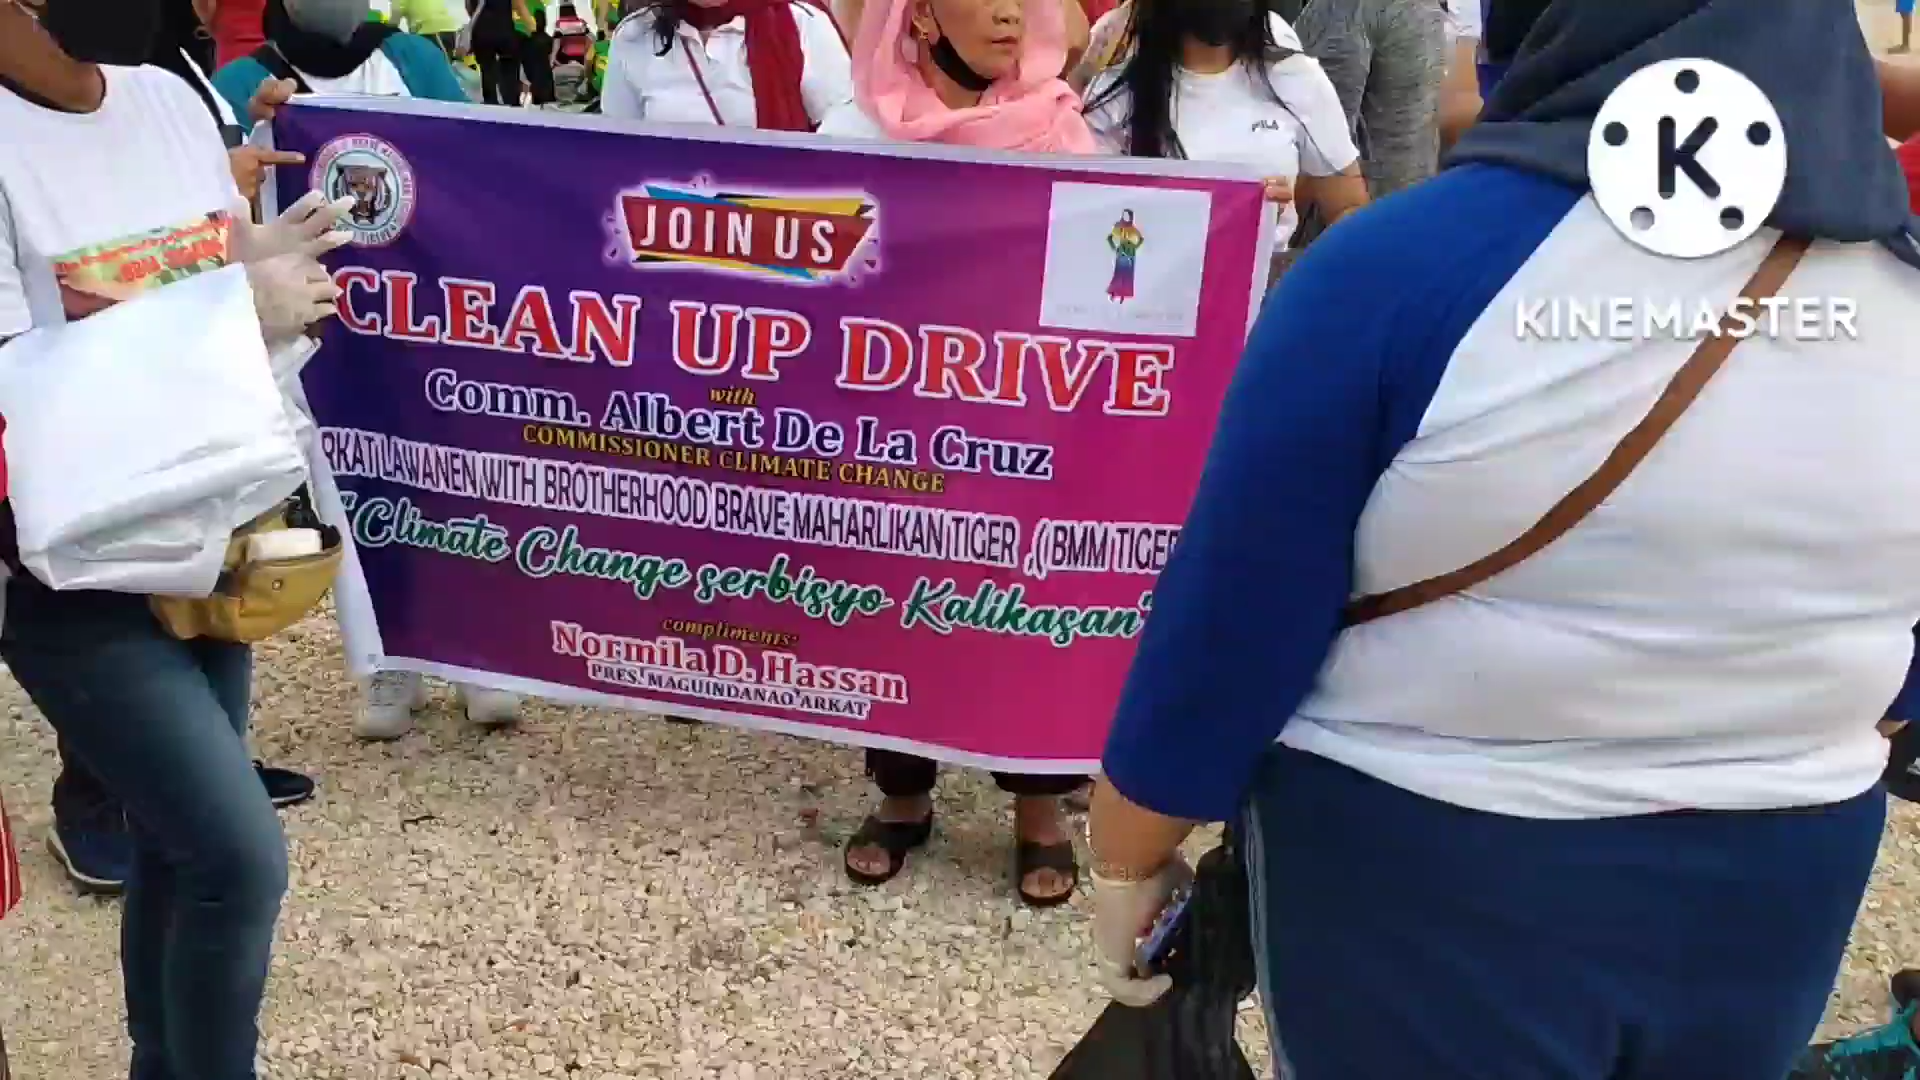 JOIN US
CLEAN UP DRIVE
with
Comm. Albert De La Cruz
COMMISSIONER CLIMATE CHANGE
RKAT LAWANEN WITH BROTHERHOOD BRAVE MAHARLIKAN TIGER ,( BMM TIGER
"Climate Change serbisyo Kalikasan"
compliments:
Normila D. Hassan
PRES. MAGUINDANAO ARKAT
FILA
K
KINEMASTER